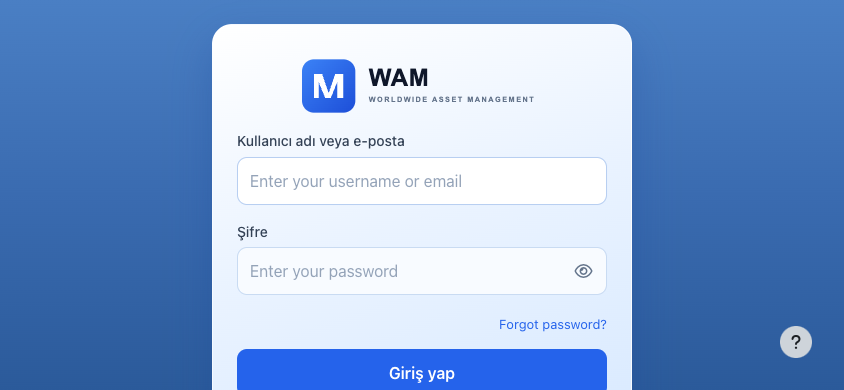 M
WAM
WORLDWIDE ASSET MANAGEMENT
Kullanıcı adı veya e-posta
Enter your username or email
Şifre
Enter your password
Forgot password?
?
Giriş yap